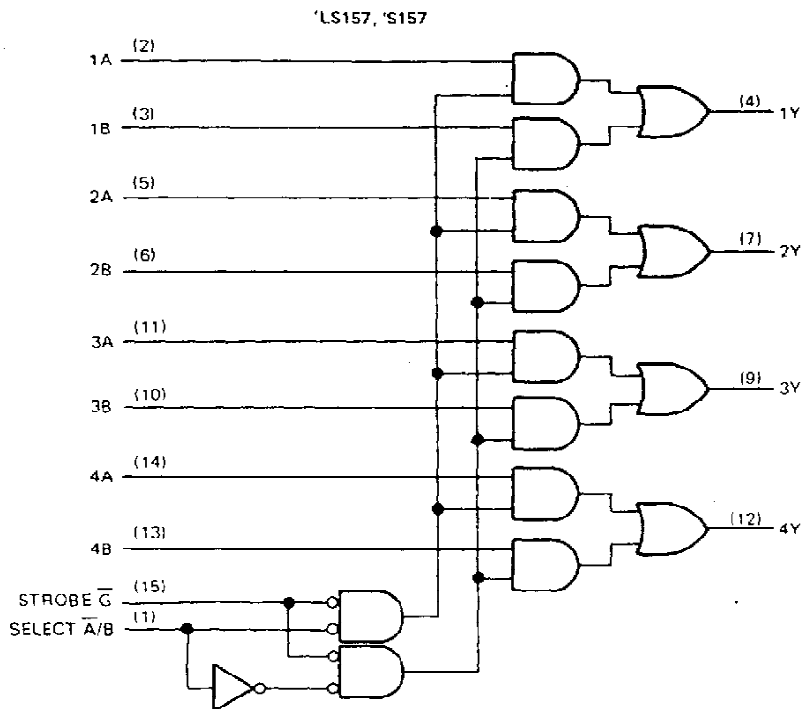 'LS157, 'S157
1A (2)
(4) 1Y
1B (3)
2A (5)
(7) 2Y
2B (6)
3A (11)
(9) 3Y
3B (10)
4A (14)
(12) 4Y
4B (13)
STROBE G̅ (15)
SELECT A̅/B (1)